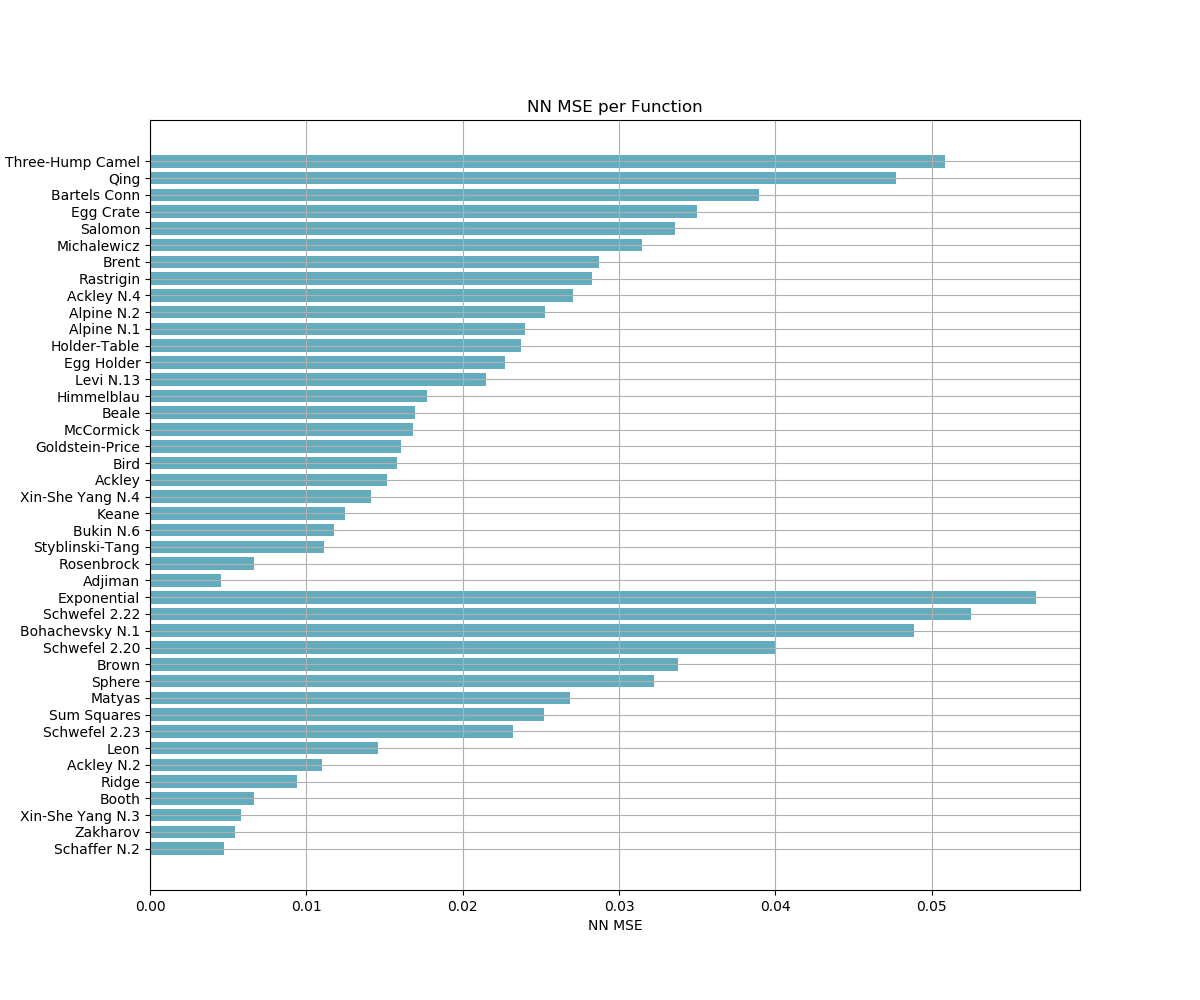 NN MSE per Function
Three-Hump Camel
Qing
Bartels Conn
Egg Crate
Salomon
Michalewicz
Brent
Rastrigin
Ackley N.4
Alpine N.2
Alpine N.1
Holder-Table
Egg Holder
Levi N.13
Himmelblau
Beale
McCormick
Goldstein-Price
Bird
Ackley
Xin-She Yang N.4
Keane
Bukin N.6
Styblinski-Tang
Rosenbrock
Adjiman
Exponential
Schwefel 2.22
Bohachevsky N.1
Schwefel 2.20
Brown
Sphere
Matyas
Sum Squares
Schwefel 2.23
Leon
Ackley N.2
Ridge
Booth
Xin-She Yang N.3
Zakharov
Schaffer N.2
0.00 0.01 0.02 0.03 0.04 0.05
NN MSE